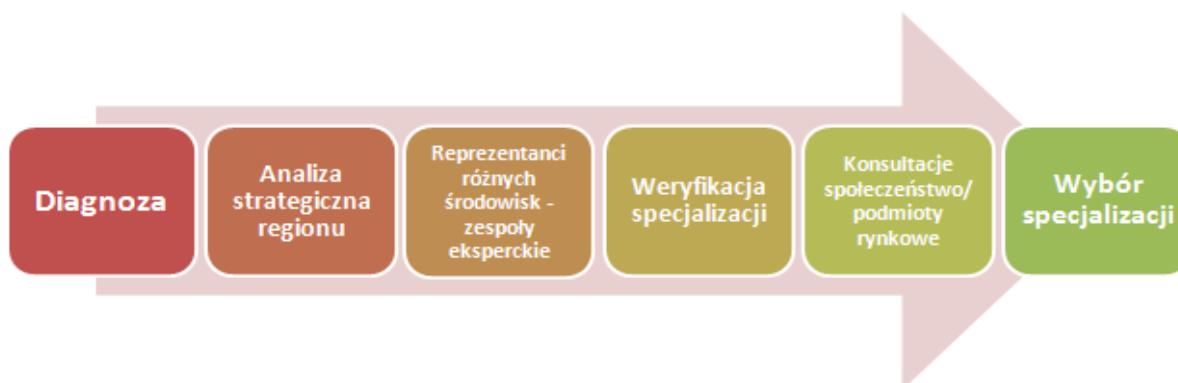 Diagnoza
Analiza
strategiczna
regionu
Reprezentanci
różnych
środowisk -
zespoły
eksperckie
Weryfikacja
specjalizacji
Konsultacje
społeczeństwo/
podmioty
rynkowe
Wybór
specjalizacji